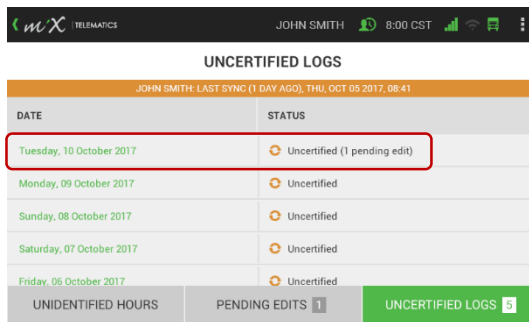 MiX TELEMATICS JOHN SMITH 8:00 CST
UNCERTIFIED LOGS
JOHN SMITH: LAST SYNC (1 DAY AGO), THU, OCT 05 2017, 08:41
DATE STATUS
Tuesday, 10 October 2017 Uncertified (1 pending edit)
Monday, 09 October 2017 Uncertified
Sunday, 08 October 2017 Uncertified
Saturday, 07 October 2017 Uncertified
Friday, 06 October 2017 Uncertified
UNIDENTIFIED HOURS PENDING EDITS 1 UNCERTIFIED LOGS 5